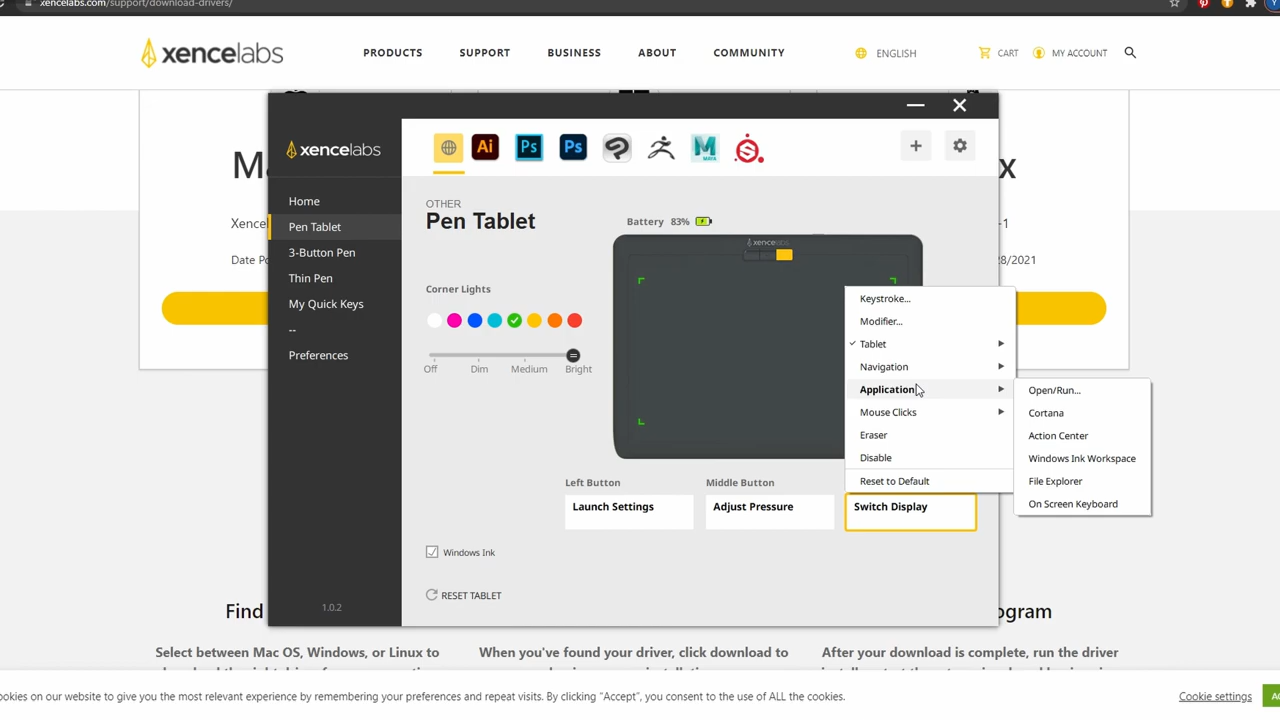 xencelabs.com/support/download-drivers/
xencelabs
PRODUCTS
SUPPORT
BUSINESS
ABOUT
COMMUNITY
ENGLISH
CART
MY ACCOUNT
xencelabs
Ai
Ps
Ps
Home
Pen Tablet
3-Button Pen
Thin Pen
My Quick Keys
--
Preferences
1.0.2
OTHER
Pen Tablet
Battery 83%
xencelabs
Corner Lights
Off
Dim
Medium
Bright
Left Button
Launch Settings
Middle Button
Adjust Pressure
Switch Display
Windows Ink
RESET TABLET
Keystroke...
Modifier...
Tablet
Navigation
Application
Mouse Clicks
Eraser
Disable
Reset to Default
Open/Run...
Cortana
Action Center
Windows Ink Workspace
File Explorer
On Screen Keyboard
Find
Select between Mac OS, Windows, or Linux to
When you've found your driver, click download to
After your download is complete, run the driver
ookies on our website to give you the most relevant experience by remembering your preferences and repeat visits. By clicking "Accept", you consent to the use of ALL the cookies.
Cookie settings